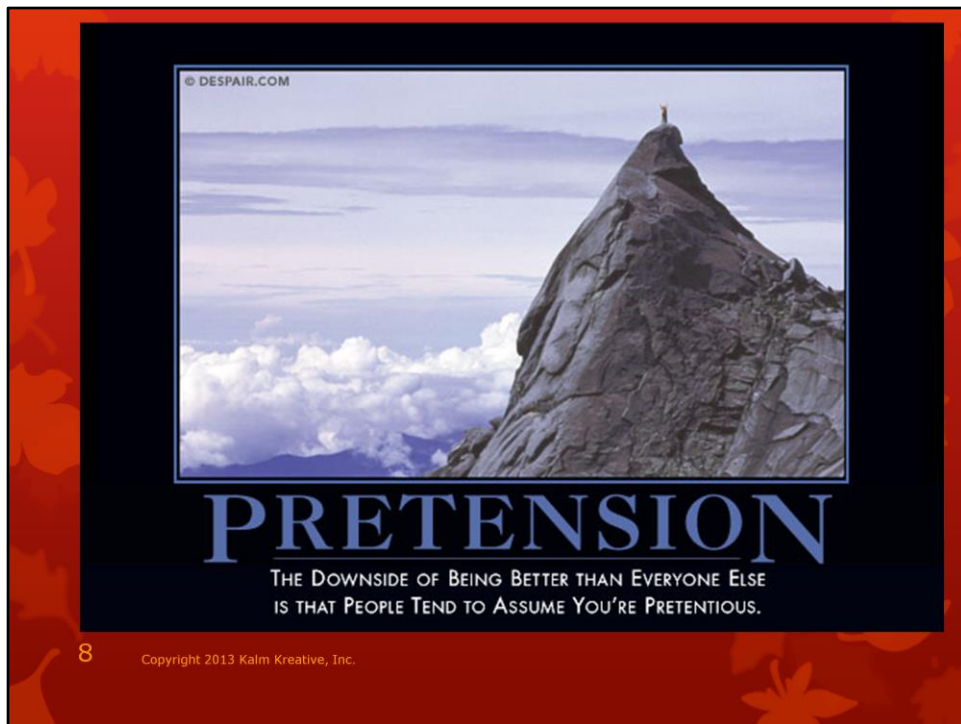 © DESPAIR.COM
PRETENSION
THE DOWNSIDE OF BEING BETTER THAN EVERYONE ELSE
IS THAT PEOPLE TEND TO ASSUME YOU'RE PRETENTIOUS.
8
Copyright 2013 Kalm Kreative, Inc.